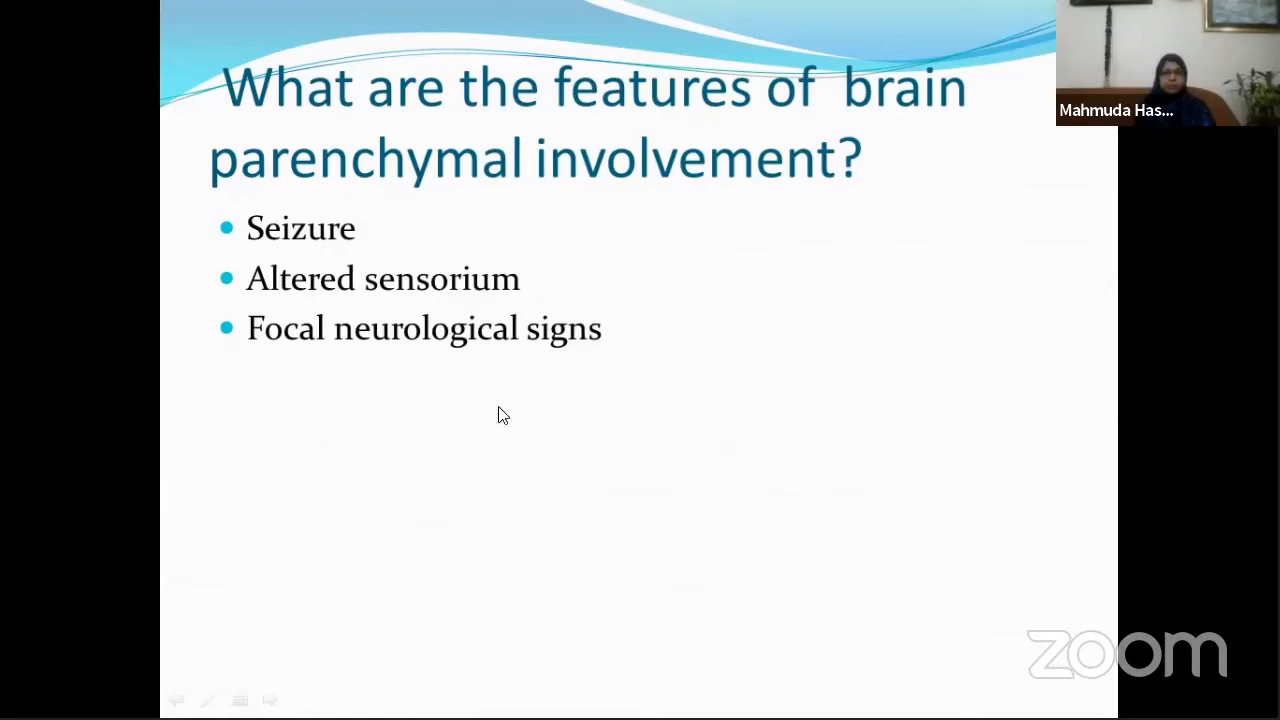 What are the features of brain
parenchymal involvement?
Seizure
Altered sensorium
Focal neurological signs
Mahmuda Has...
zoom